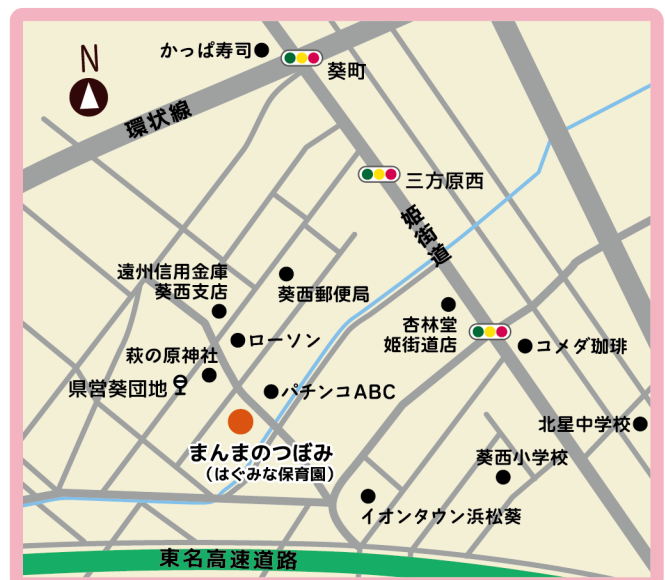 かっぱ寿司
N
葵町
環状線
三方原西
姫街道
遠州信用金庫
葵西支店
葵西郵便局
杏林堂
姫街道店
ローソン
コメダ珈琲
萩の原神社
県営葵団地
パチンコABC
北星中学校
まんまのつぼみ
（はぐみな保育園）
葵西小学校
イオンタウン浜松葵
東名高速道路